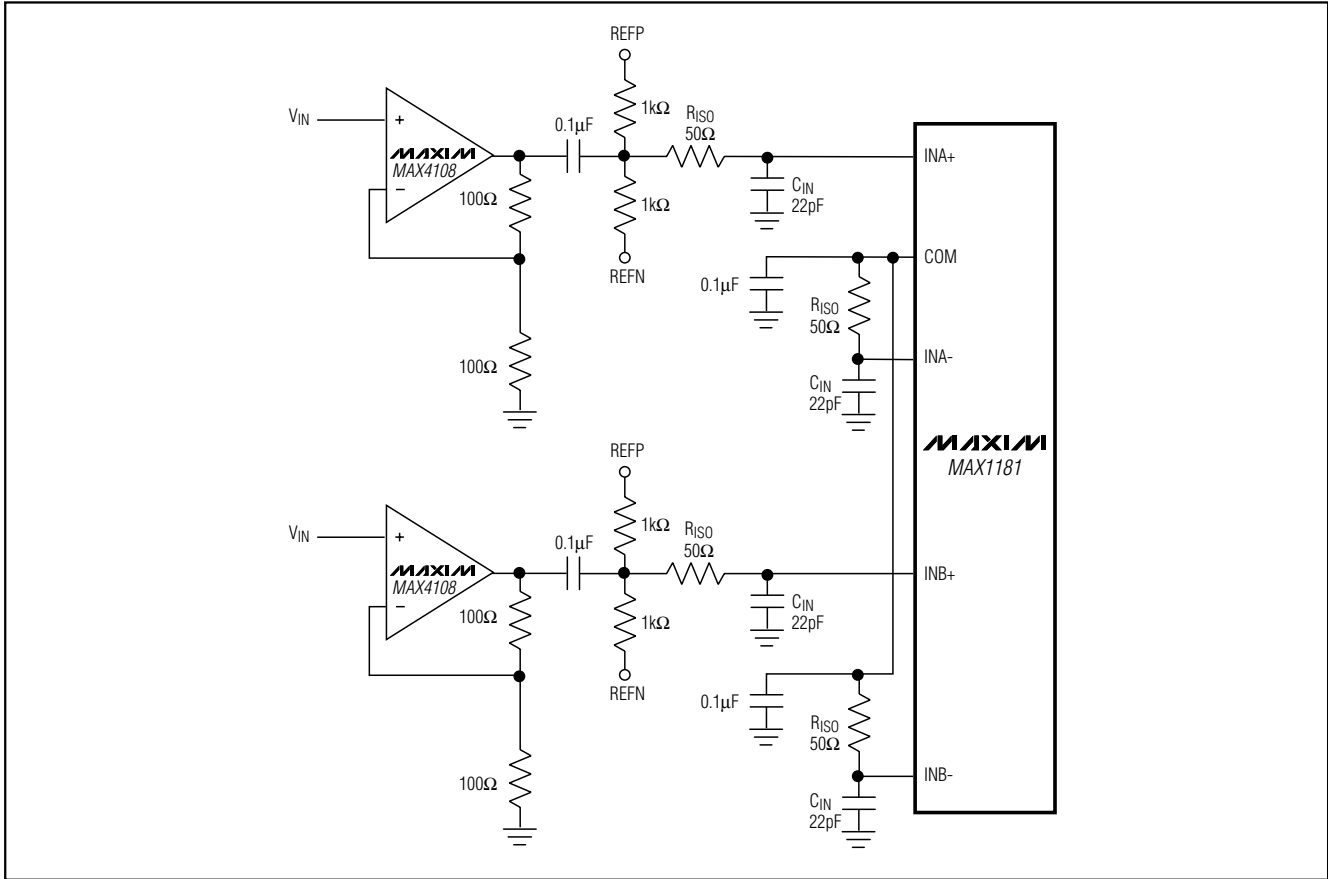 REFP
VIN
+
MAXIM
MAX4108
−
100Ω
100Ω
0.1μF
1kΩ
1kΩ
REFN
RISO
50Ω
CIN
22pF
INA+
COM
0.1μF
RISO
50Ω
INA-
CIN
22pF
MAXIM
MAX1181
REFP
VIN
+
MAXIM
MAX4108
−
100Ω
100Ω
0.1μF
1kΩ
1kΩ
REFN
RISO
50Ω
CIN
22pF
INB+
0.1μF
RISO
50Ω
INB-
CIN
22pF